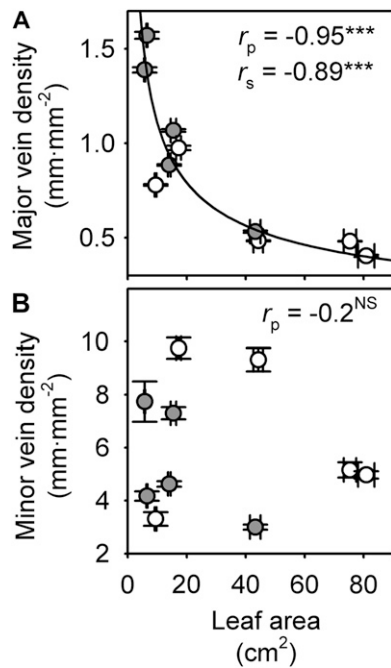 A
r_p = -0.95***
r_s = -0.89***
Major vein density
(mm·mm⁻²)
1.5
1.0
0.5
B
r_p = -0.2ᴺˢ
Minor vein density
(mm·mm⁻²)
10
8
6
4
2
0 20 40 60 80
Leaf area
(cm²)